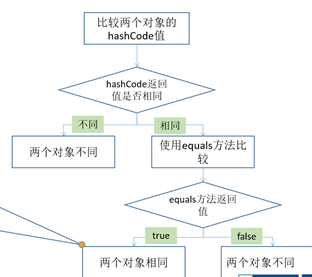 比较两个对象的
hashCode值
hashCode返回
值是否相同
不同
相同
两个对象不同
使用equals方法比
较
equals方法返回
值
true
false
两个对象相同
两个对象不同